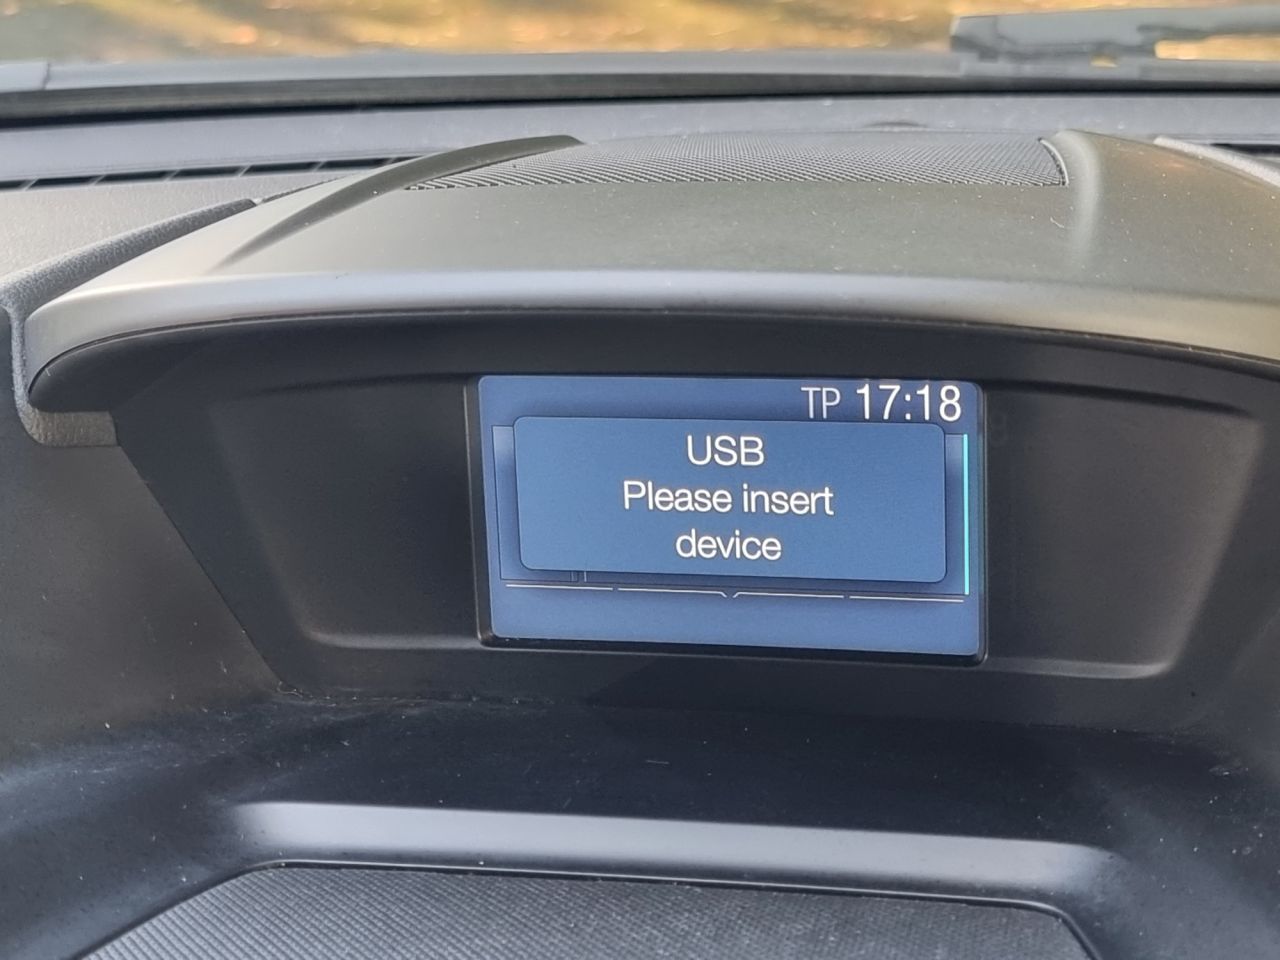 TP 17:18
USB
Please insert
device